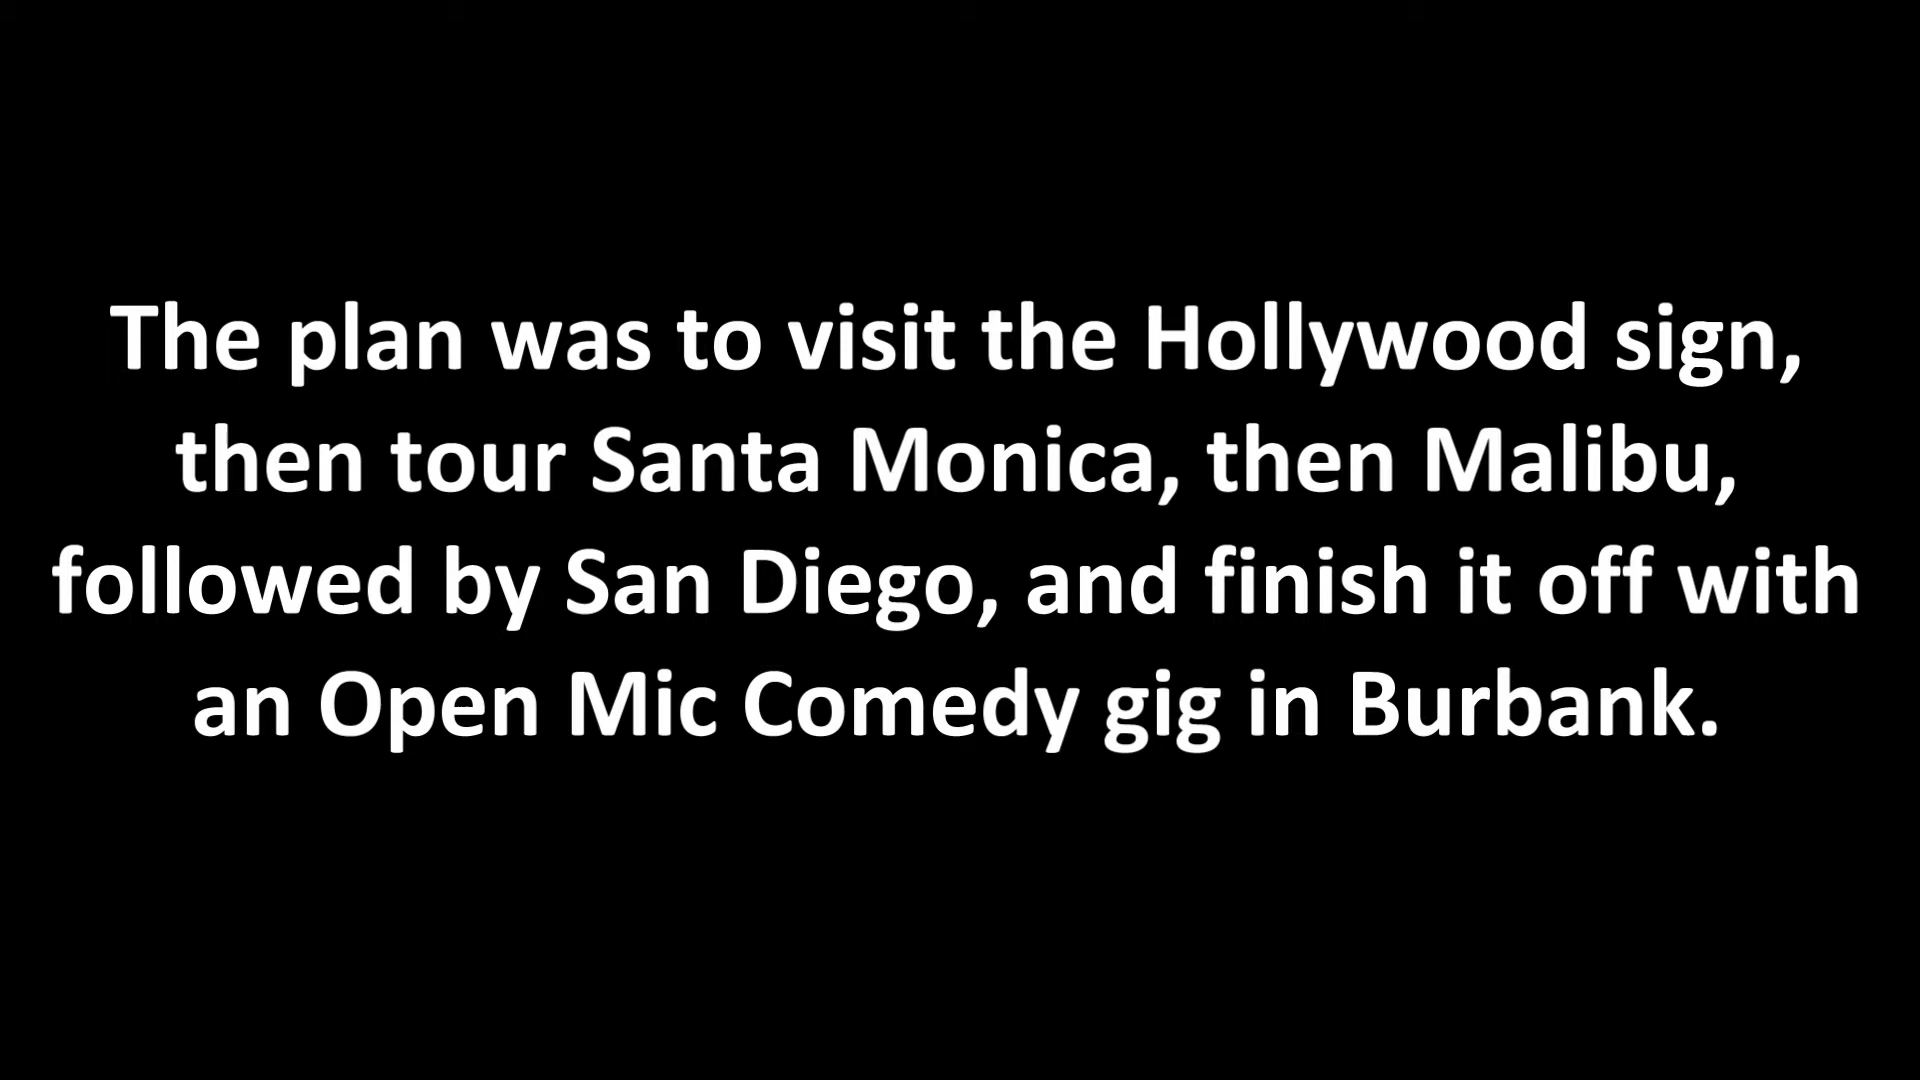 The plan was to visit the Hollywood sign,
then tour Santa Monica, then Malibu,
followed by San Diego, and finish it off with
an Open Mic Comedy gig in Burbank.